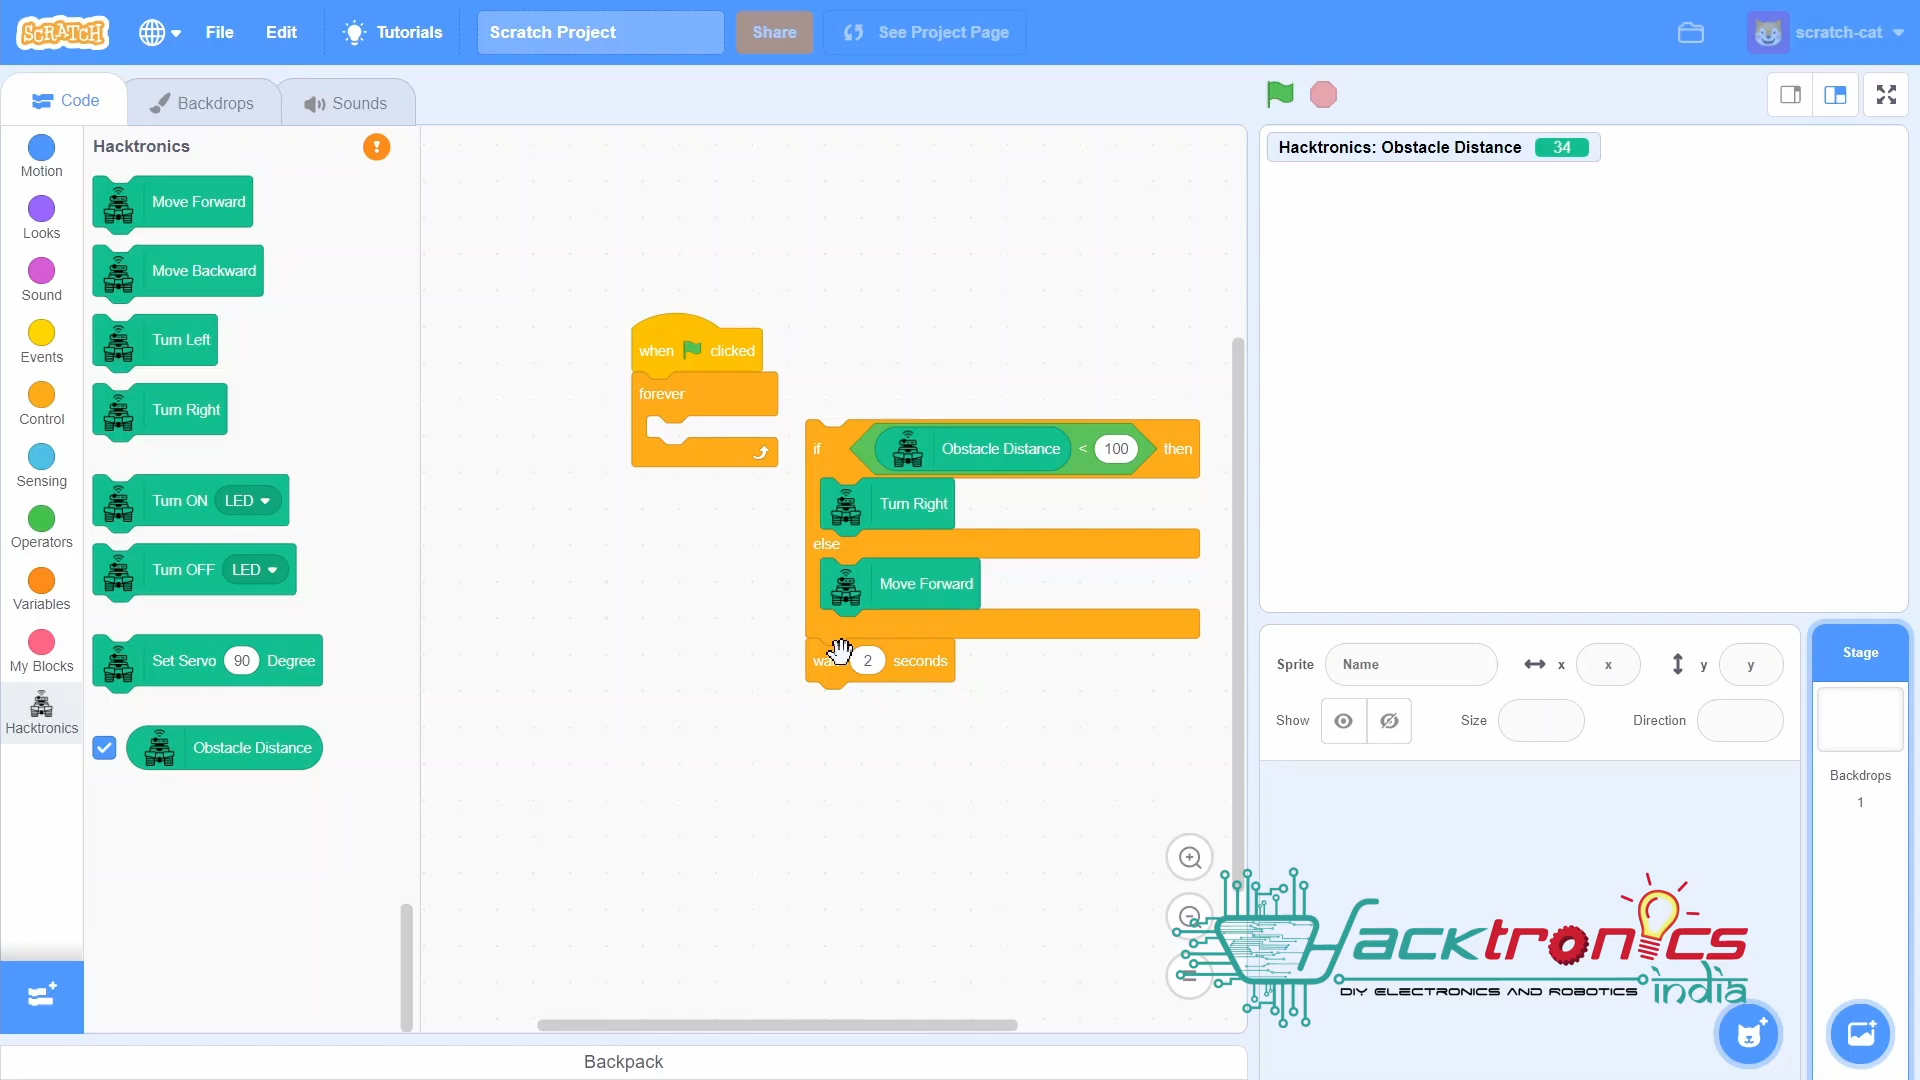 SCRATCH
File
Edit
Tutorials
Scratch Project
Share
See Project Page
scratch-cat
Code
Backdrops
Sounds
Motion
Looks
Sound
Events
Control
Sensing
Operators
Variables
My Blocks
Hacktronics
Hacktronics
Move Forward
Move Backward
Turn Left
Turn Right
Turn ON LED
Turn OFF LED
Set Servo 90 Degree
Obstacle Distance
when clicked
forever
if Obstacle Distance < 100 then
Turn Right
else
Move Forward
2 seconds
Hacktronics: Obstacle Distance 34
Sprite Name x x y y
Show Size Direction
Stage
Backdrops
1
Hacktronics
DIY ELECTRONICS AND ROBOTICS india
Backpack